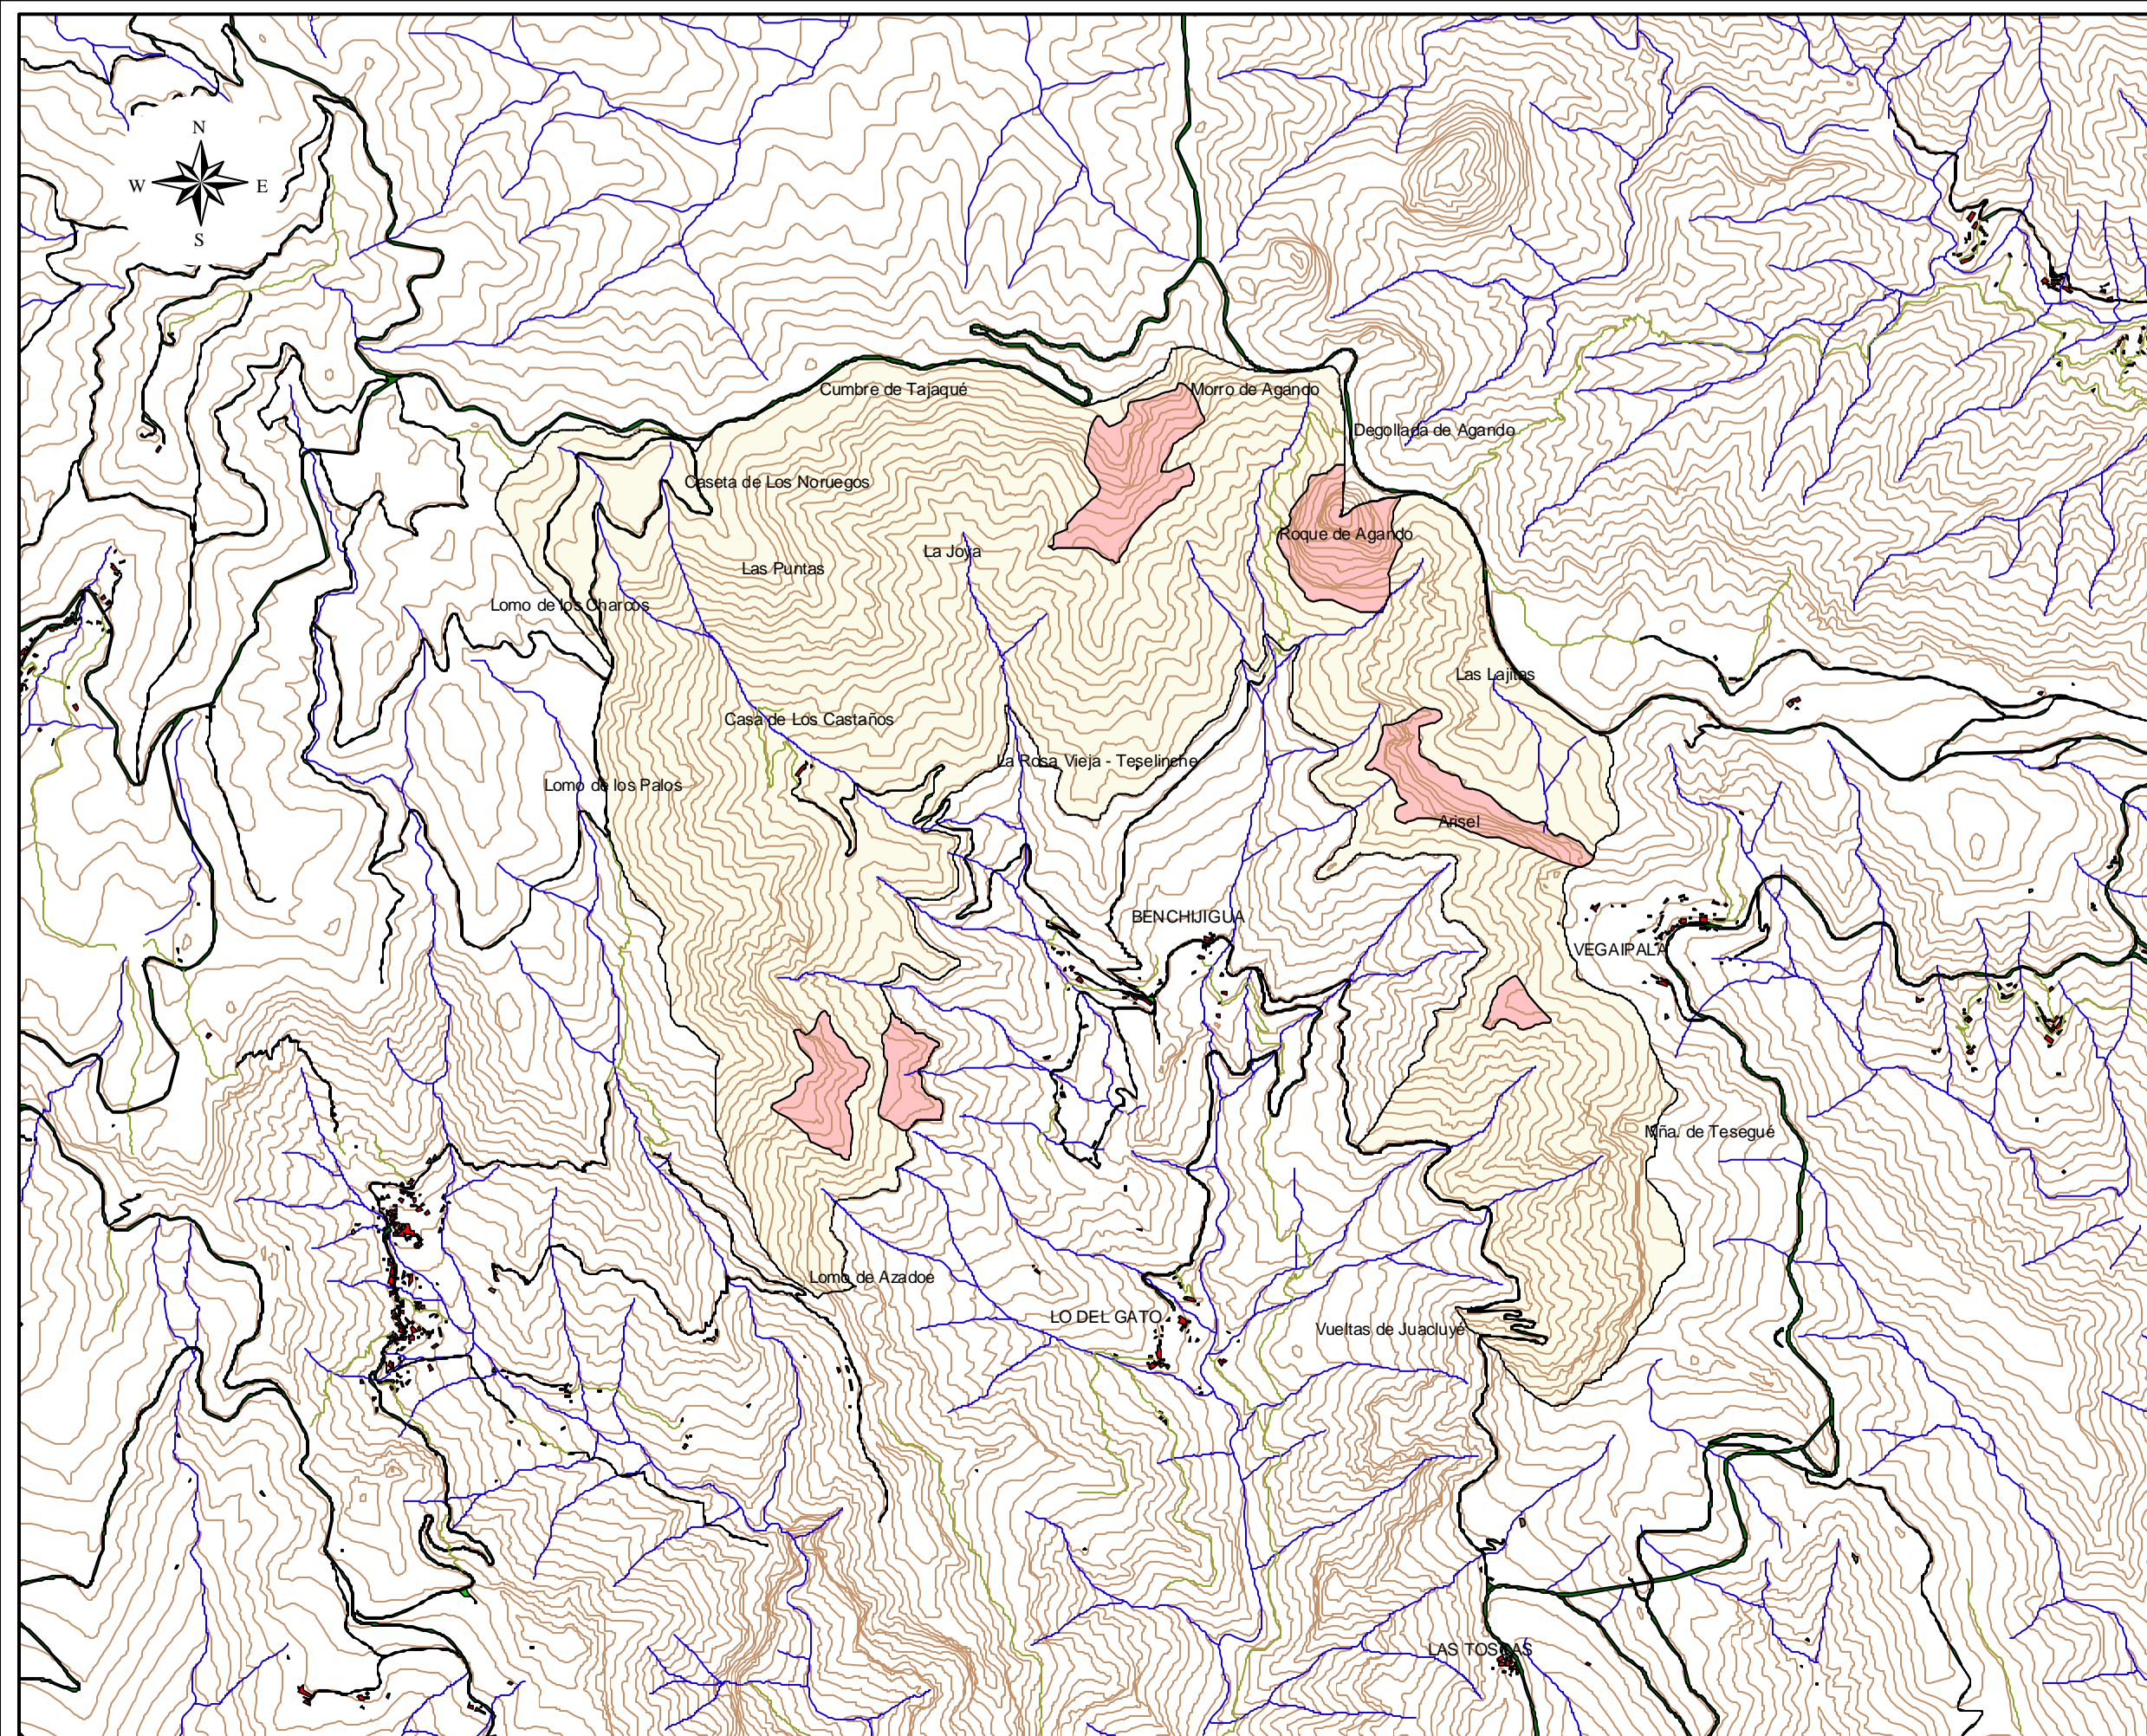 N
W
E
S
Cumbre de Tajaqué
Morro de Agando
Degollada de Agando
Caseta de Los Noruegos
Roque de Agando
La Joya
Las Puntas
Lomo de los Charcos
Las Lajitas
Casa de Los Castaños
La Rosa Vieja - Teselinche
Lomo de los Palos
Arisel
BENCHIJIGUA
VEGAIPALA
Mña. de Tesegué
Lomo de Azadoe
LO DEL GATO
Vueltas de Juacluyé
LAS TOSCAS